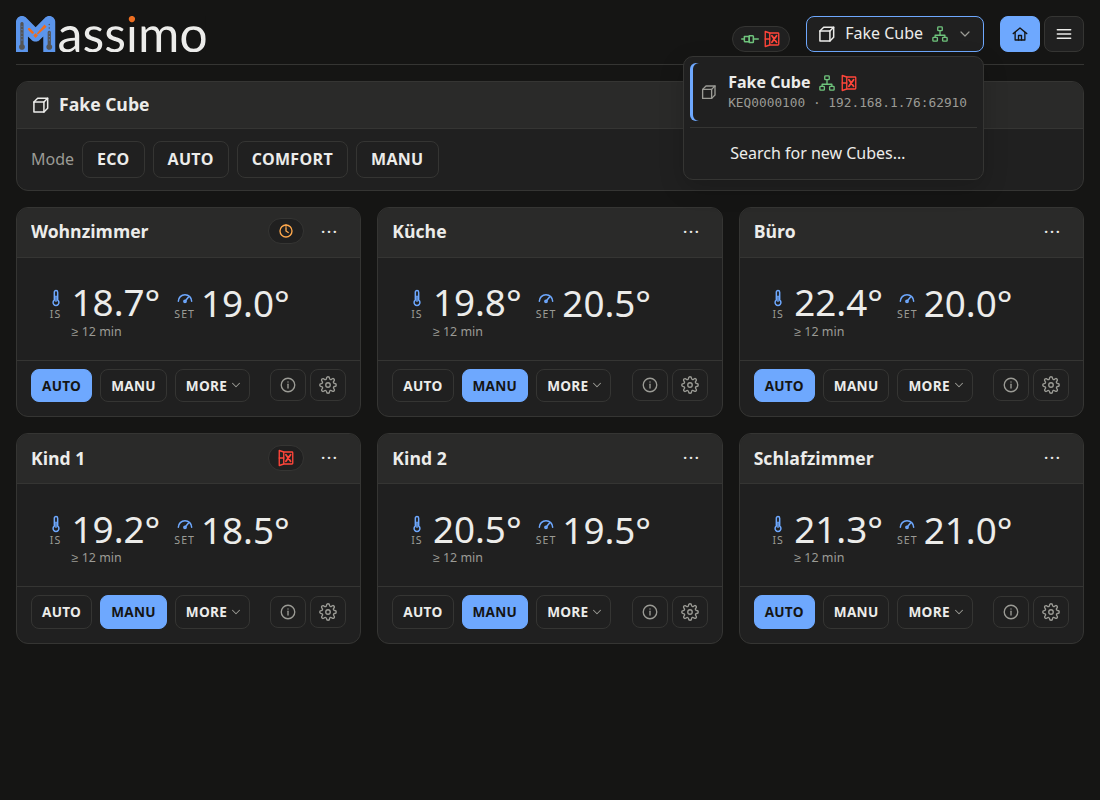 Massimo
Fake Cube
Fake Cube
KEQ0000100 · 192.168.1.76:62910
Search for new Cubes...
Fake Cube
Mode ECO AUTO COMFORT MANU
Wohnzimmer
IS 18.7° SET 19.0°
≥ 12 min
AUTO MANU MORE
Küche
IS 19.8° SET 20.5°
≥ 12 min
AUTO MANU MORE
Büro
IS 22.4° SET 20.0°
≥ 12 min
AUTO MANU MORE
Kind 1
IS 19.2° SET 18.5°
≥ 12 min
AUTO MANU MORE
Kind 2
IS 20.5° SET 19.5°
≥ 12 min
AUTO MANU MORE
Schlafzimmer
IS 21.3° SET 21.0°
≥ 12 min
AUTO MANU MORE